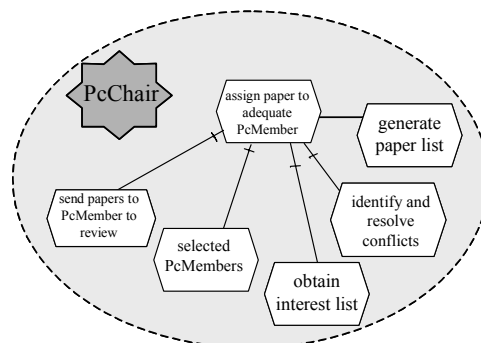 PcChair
assign paper to
adequate
PcMember
generate
paper list
send papers to
PcMember to
review
selected
PcMembers
obtain
interest list
identify and
resolve
conflicts